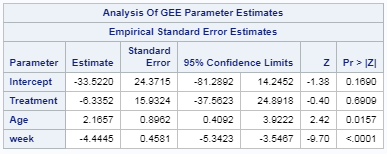 Analysis Of GEE Parameter Estimates
Empirical Standard Error Estimates
Parameter Estimate Standard Error 95% Confidence Limits Z Pr > |Z|
Intercept -33.5220 24.3715 -81.2892 14.2452 -1.38 0.1690
Treatment -6.3352 15.9324 -37.5623 24.8918 -0.40 0.6909
Age 2.1657 0.8962 0.4092 3.9222 2.42 0.0157
week -4.4445 0.4581 -5.3423 -3.5467 -9.70 <.0001